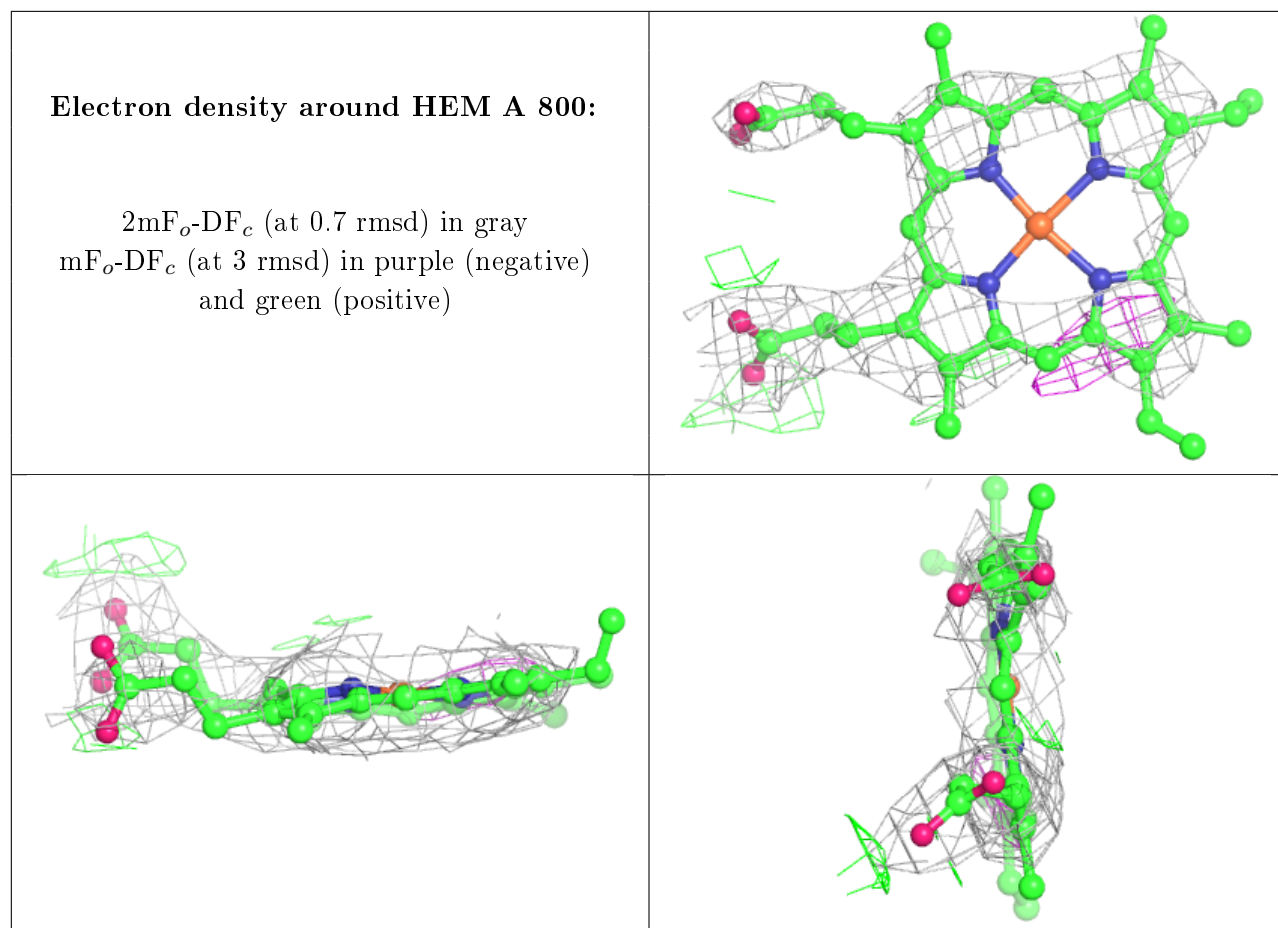 Electron density around HEM A 800:
2mFo-DFc (at 0.7 rmsd) in gray
mFo-DFc (at 3 rmsd) in purple (negative)
and green (positive)